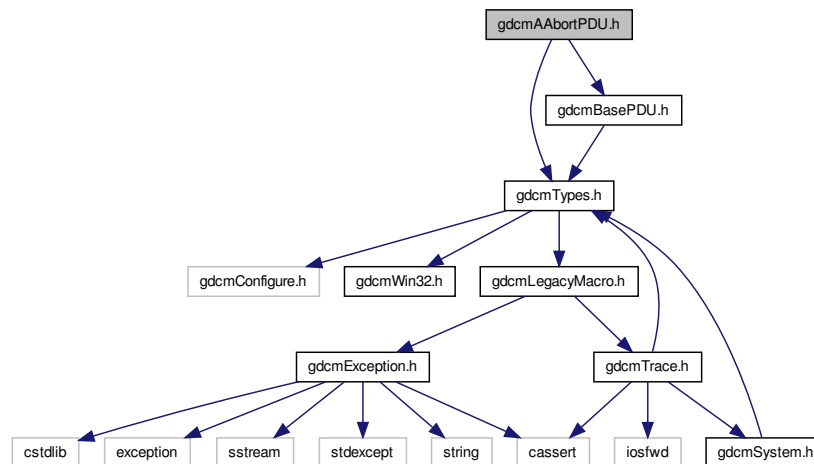 gdcmAAbortPDU.h
gdcmBasePDU.h
gdcmTypes.h
gdcmConfigure.h
gdcmWin32.h
gdcmLegacyMacro.h
gdcmException.h
gdcmTrace.h
cstdlib
exception
sstream
stdexcept
string
cassert
iosfwd
gdcmSystem.h